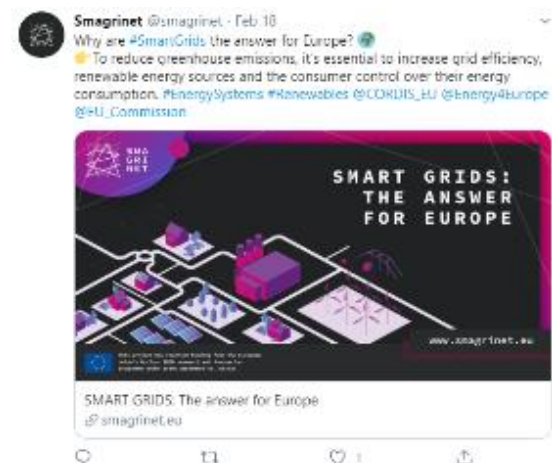 Smagrinet @smagrinet · Feb 18
Why are #SmartGrids the answer for Europe?
To reduce greenhouse emissions, it's essential to increase grid efficiency,
renewable energy sources and the consumer control over their energy
consumption. #EnergySystems #Renewables @CORDIS_EU @Energy4Europe
@EU_Commission
SMA
GRI
NET
SMART GRIDS:
THE ANSWER
FOR EUROPE
www.smagrinet.eu
SMART GRIDS: The answer for Europe
smagrinet.eu
1